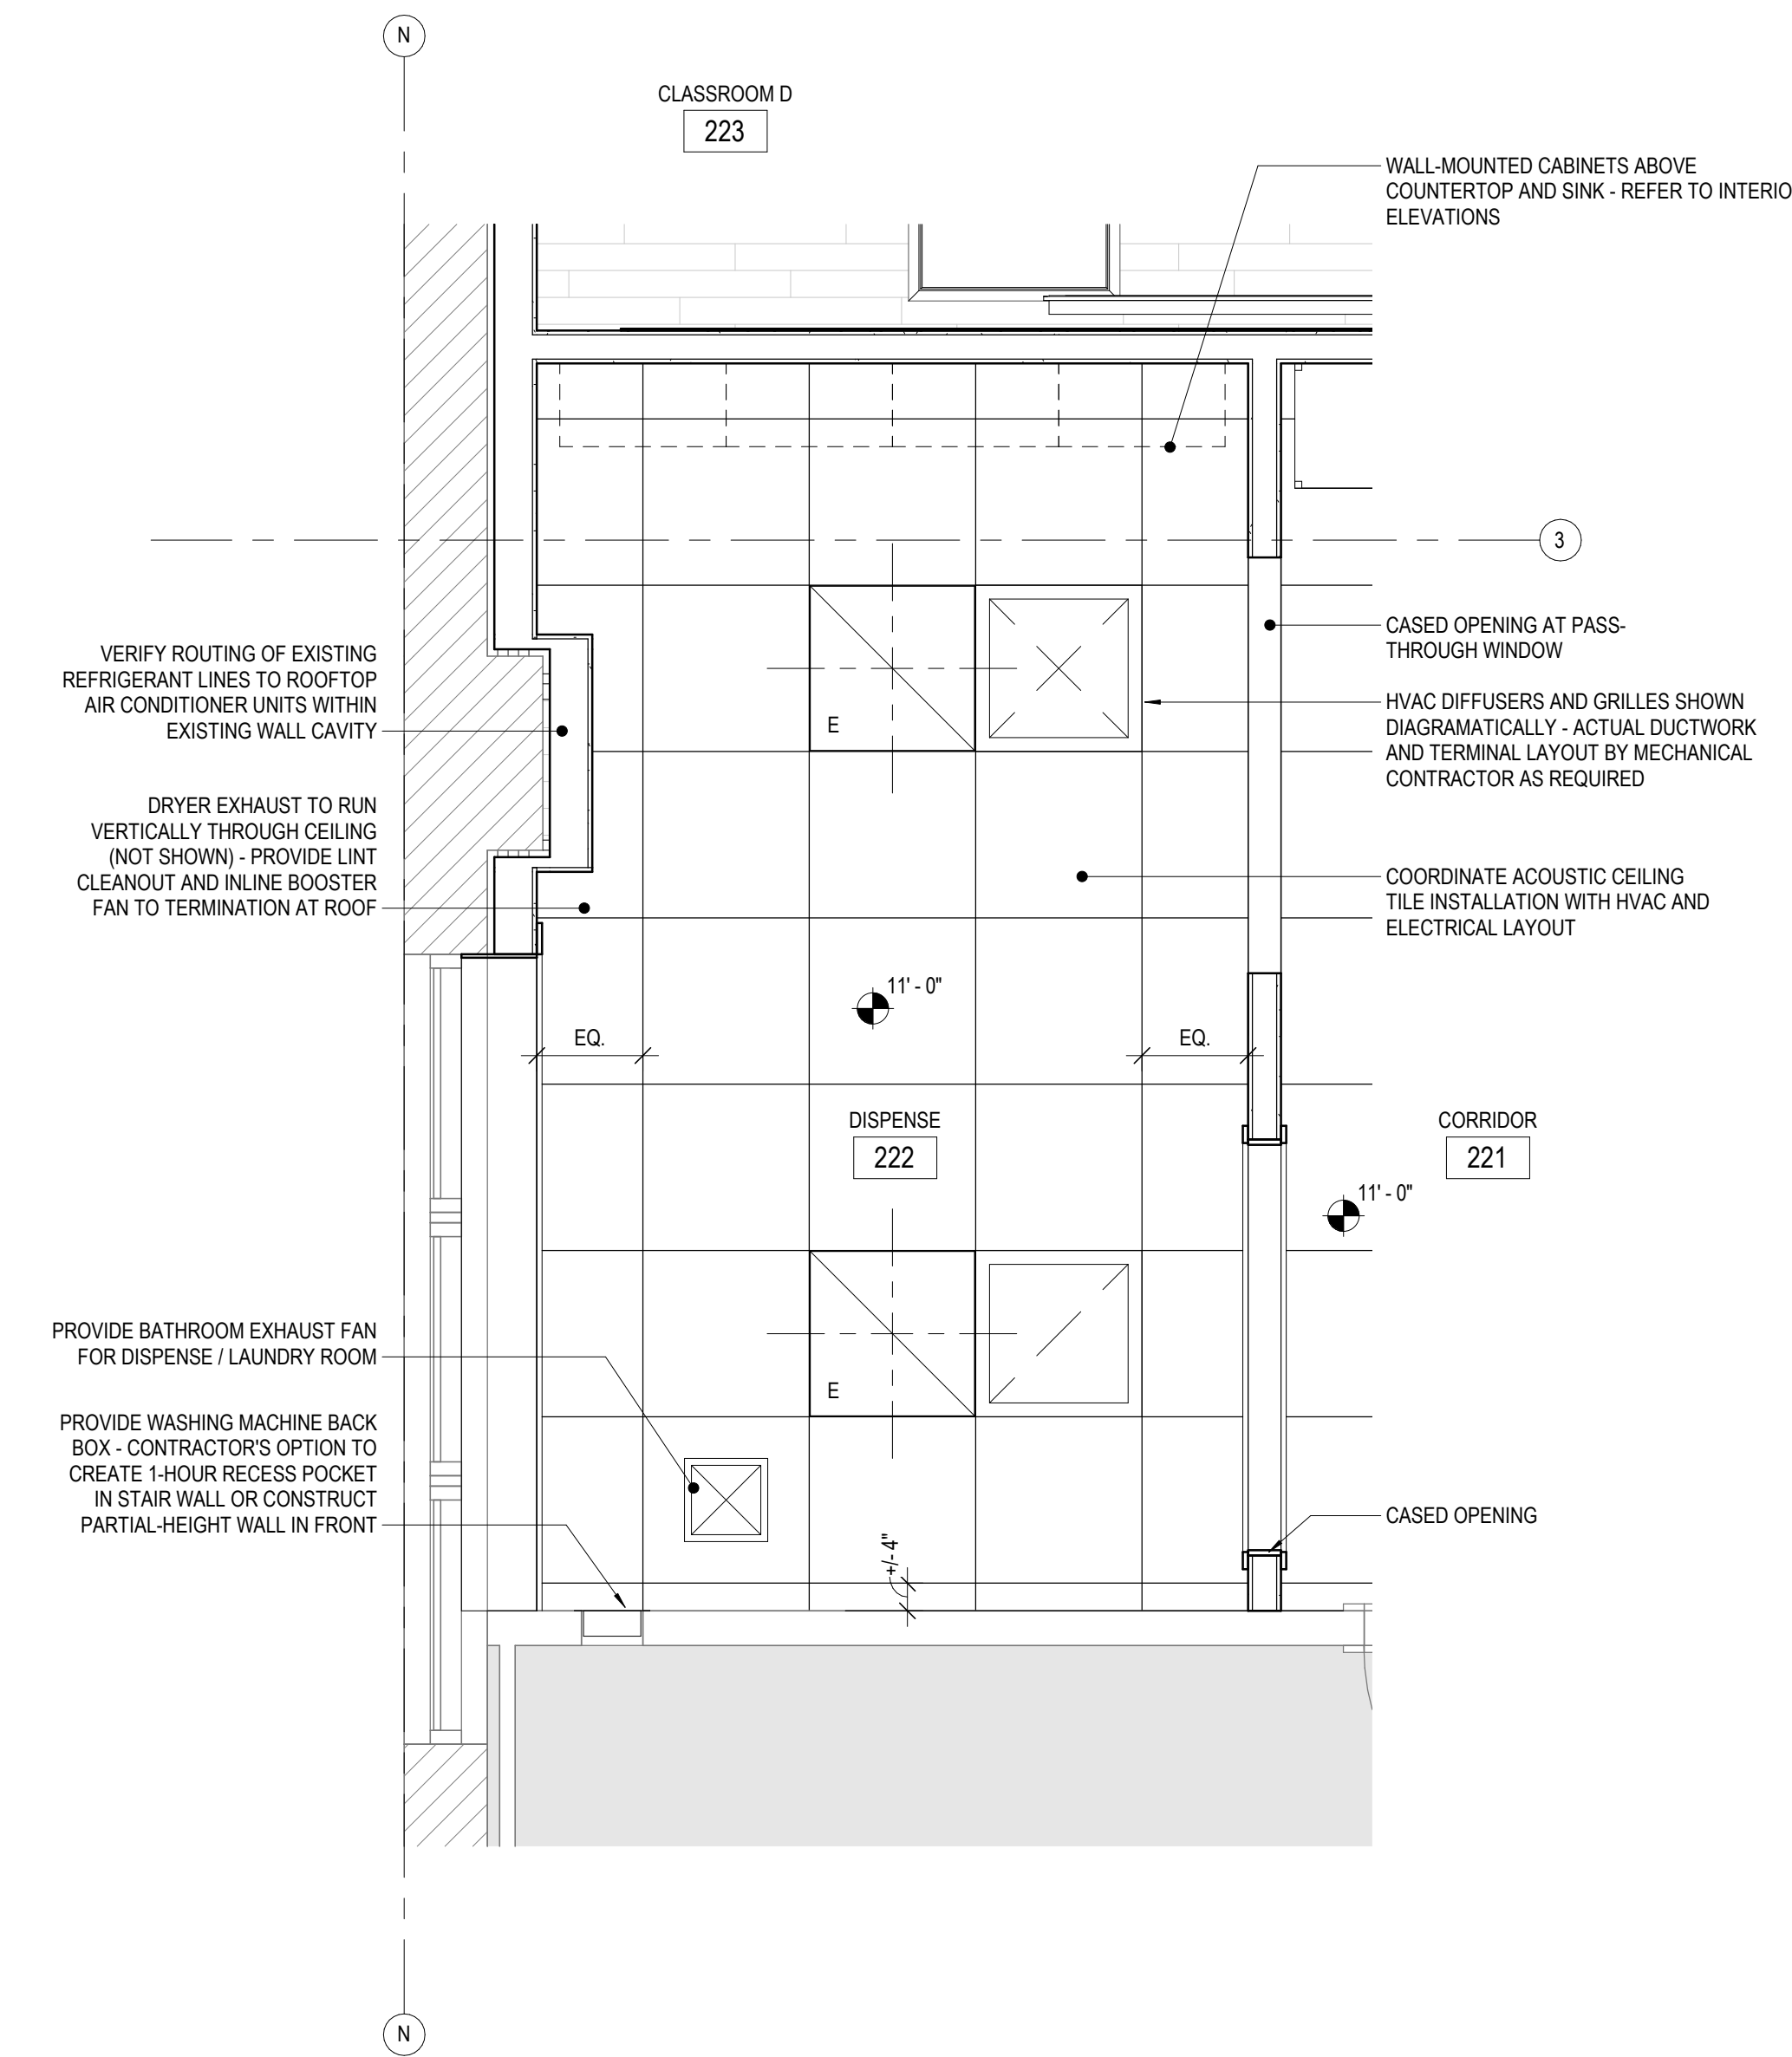 N
CLASSROOM D
223
WALL-MOUNTED CABINETS ABOVE
COUNTERTOP AND SINK - REFER TO INTERIO
ELEVATIONS
3
CASED OPENING AT PASS-
THROUGH WINDOW
VERIFY ROUTING OF EXISTING
REFRIGERANT LINES TO ROOFTOP
AIR CONDITIONER UNITS WITHIN
EXISTING WALL CAVITY
HVAC DIFFUSERS AND GRILLES SHOWN
DIAGRAMATICALLY - ACTUAL DUCTWORK
AND TERMINAL LAYOUT BY MECHANICAL
CONTRACTOR AS REQUIRED
E
DRYER EXHAUST TO RUN
VERTICALLY THROUGH CEILING
(NOT SHOWN) - PROVIDE LINT
CLEANOUT AND INLINE BOOSTER
FAN TO TERMINATION AT ROOF
COORDINATE ACOUSTIC CEILING
TILE INSTALLATION WITH HVAC AND
ELECTRICAL LAYOUT
11' - 0"
EQ.
EQ.
DISPENSE
222
CORRIDOR
221
11' - 0"
PROVIDE BATHROOM EXHAUST FAN
FOR DISPENSE / LAUNDRY ROOM
E
PROVIDE WASHING MACHINE BACK
BOX - CONTRACTOR'S OPTION TO
CREATE 1-HOUR RECESS POCKET
IN STAIR WALL OR CONSTRUCT
PARTIAL-HEIGHT WALL IN FRONT
CASED OPENING
+/- 4"
N